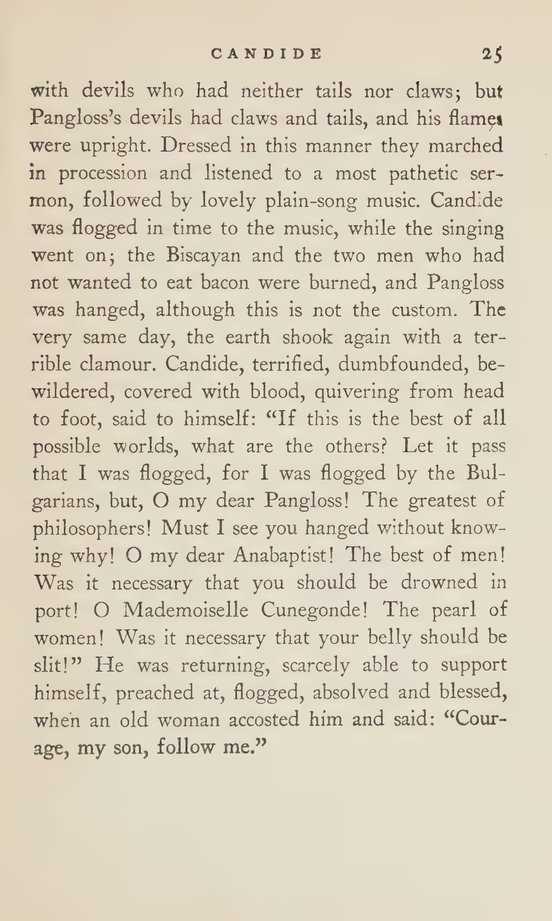 CANDIDE 25
with devils who had neither tails nor claws; but
Pangloss's devils had claws and tails, and his flames
were upright. Dressed in this manner they marched
in procession and listened to a most pathetic ser-
mon, followed by lovely plain-song music. Candide
was flogged in time to the music, while the singing
went on; the Biscayan and the two men who had
not wanted to eat bacon were burned, and Pangloss
was hanged, although this is not the custom. The
very same day, the earth shook again with a ter-
rible clamour. Candide, terrified, dumbfounded, be-
wildered, covered with blood, quivering from head
to foot, said to himself: “If this is the best of all
possible worlds, what are the others? Let it pass
that I was flogged, for I was flogged by the Bul-
garians, but, O my dear Pangloss! The greatest of
philosophers! Must I see you hanged without know-
ing why! O my dear Anabaptist! The best of men!
Was it necessary that you should be drowned in
port! O Mademoiselle Cunegonde! The pearl of
women! Was it necessary that your belly should be
slit!” He was returning, scarcely able to support
himself, preached at, flogged, absolved and blessed,
when an old woman accosted him and said: “Cour-
age, my son, follow me.”